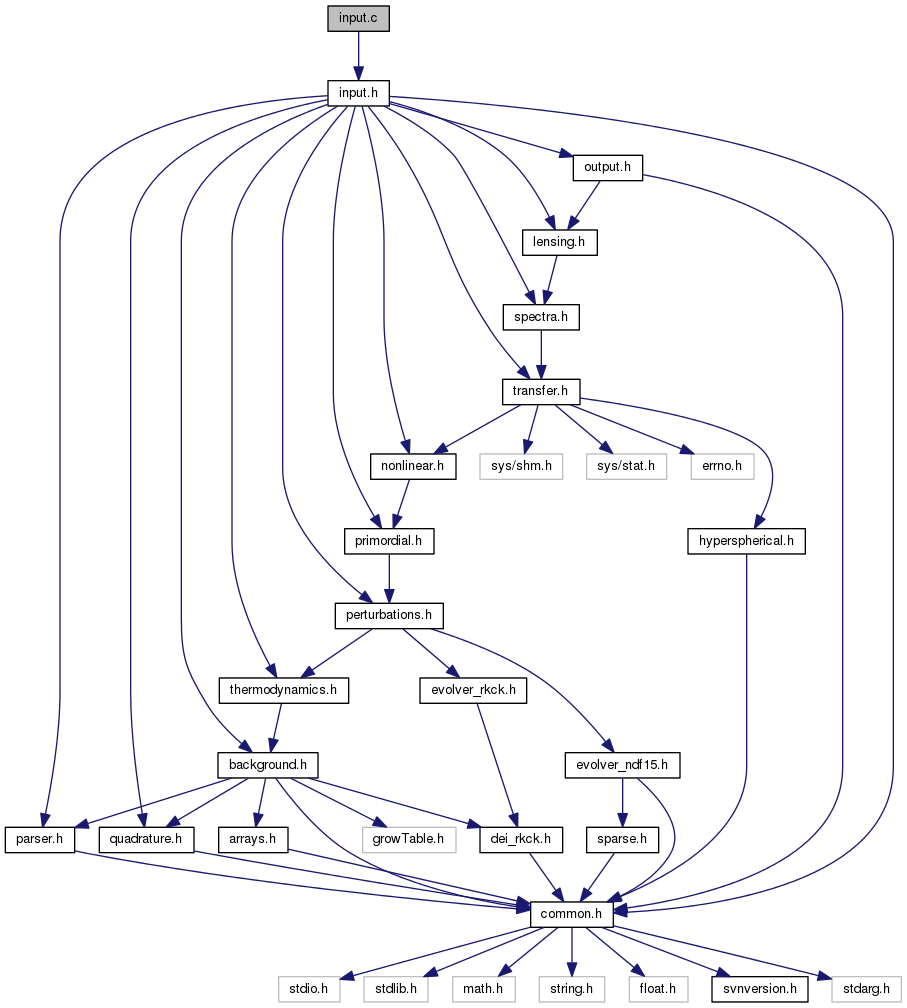 input.c
input.h
output.h
lensing.h
spectra.h
transfer.h
nonlinear.h
sys/shm.h
sys/stat.h
errno.h
primordial.h
hyperspherical.h
perturbations.h
thermodynamics.h
evolver_rkck.h
background.h
evolver_ndf15.h
parser.h
quadrature.h
arrays.h
growTable.h
dei_rkck.h
sparse.h
common.h
stdio.h
stdlib.h
math.h
string.h
float.h
svnversion.h
stdarg.h